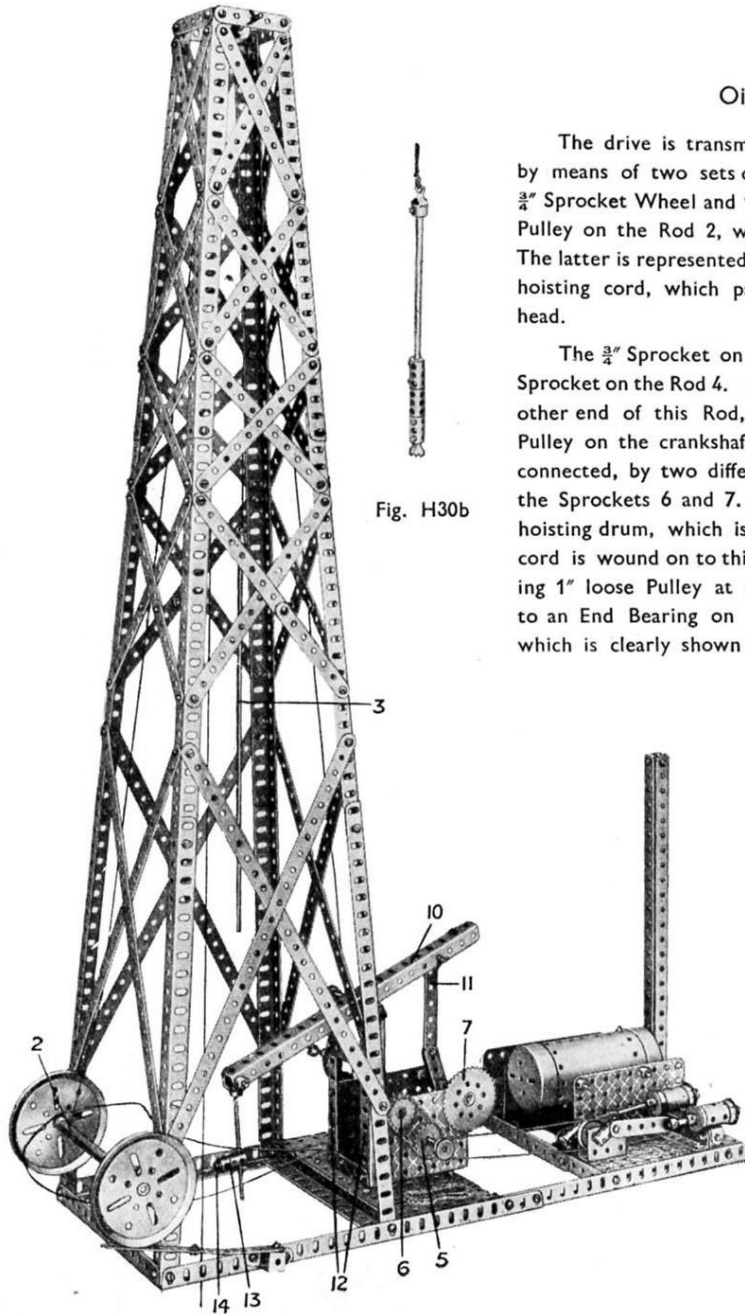 Oi
The drive is transm
by means of two sets o
¾″ Sprocket Wheel and
Pulley on the Rod 2, w
The latter is represented
hoisting cord, which p
head.
The ¾″ Sprocket on
Sprocket on the Rod 4.
other end of this Rod,
Pulley on the crankshaf
connected, by two diffe
the Sprockets 6 and 7.
hoisting drum, which is
cord is wound on to thi
ing 1″ loose Pulley at
to an End Bearing on
which is clearly shown
Fig. H30b
3
10
11
7
2
14
13
12
6
5